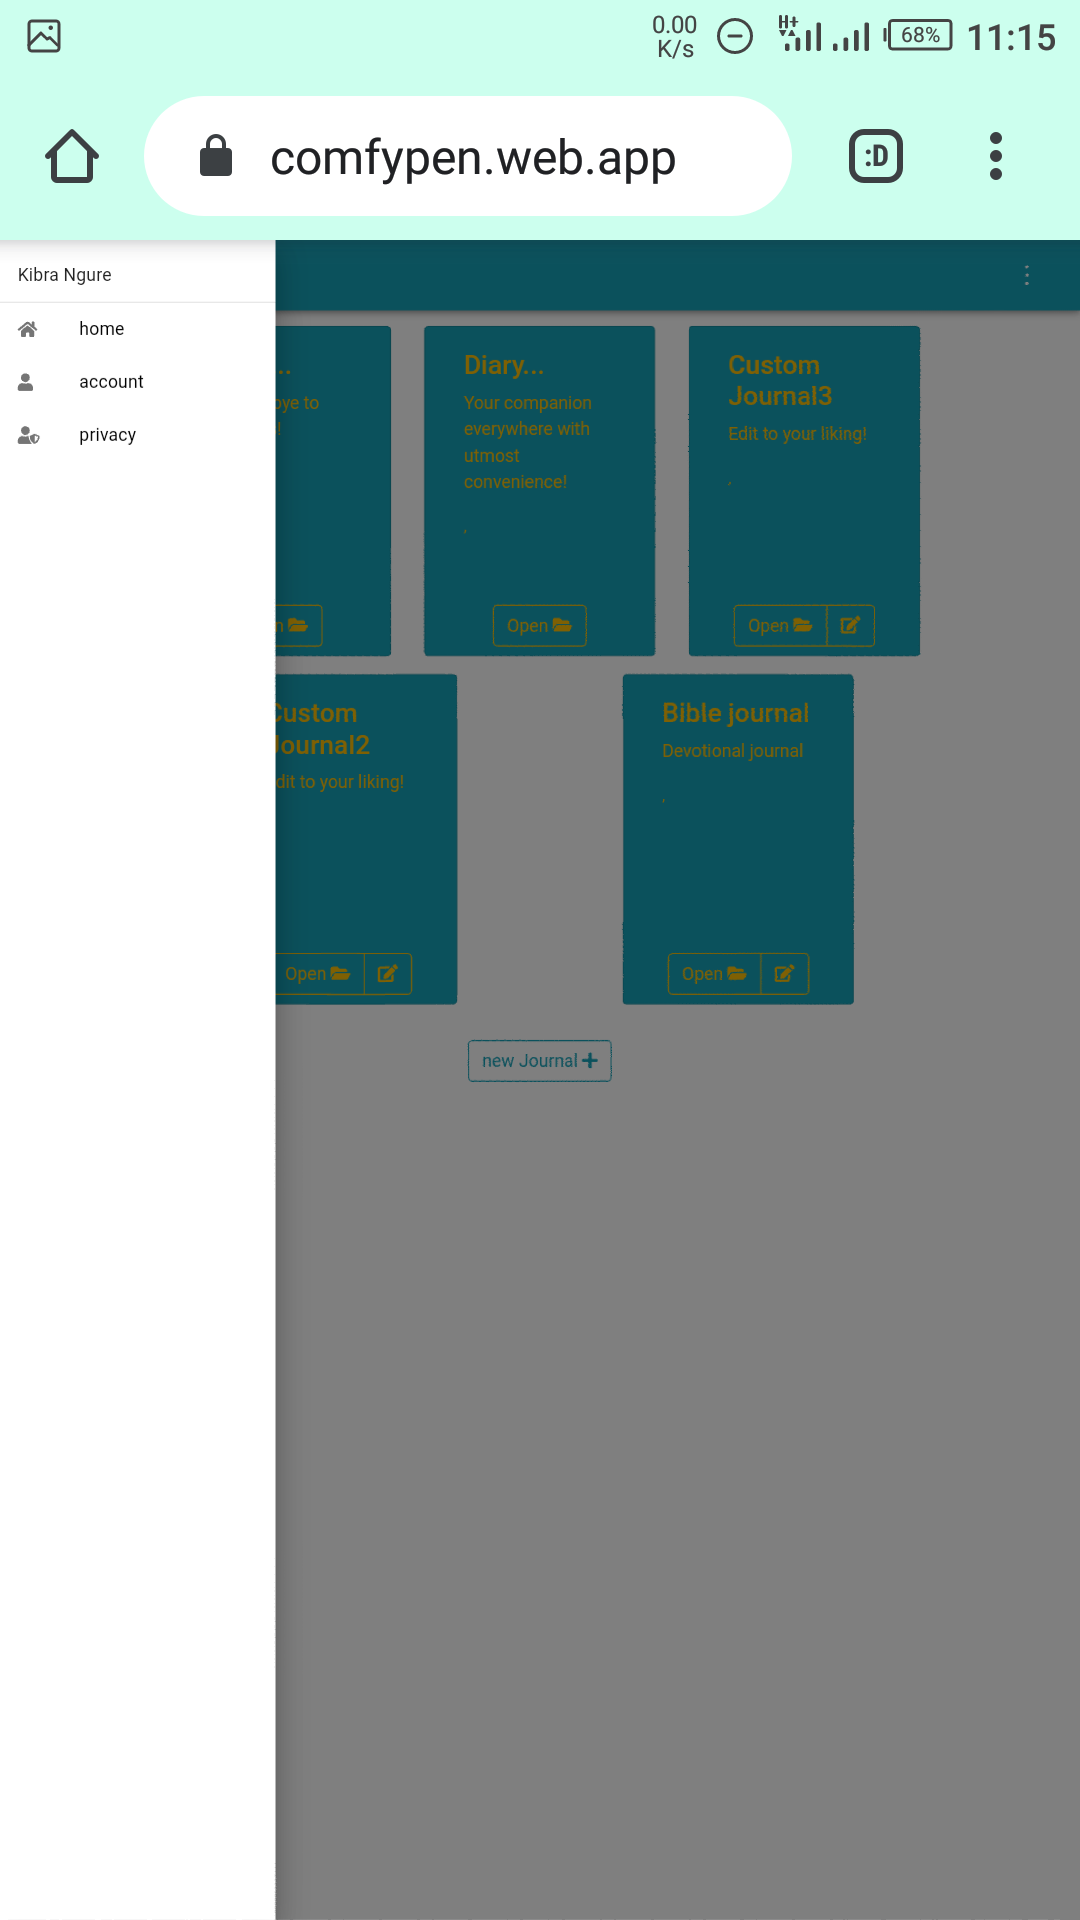 0.00
K/s
H+
68%
11:15
comfypen.web.app
:D
Kibra Ngure
home
account
privacy
...
bye to
!
n
Diary...
Your companion
everywhere with
utmost
convenience!
,
Open
Custom
Journal3
Edit to your liking!
,
Open
Custom
Journal2
dit to your liking!
Open
Bible journal
Devotional journal
,
Open
new Journal